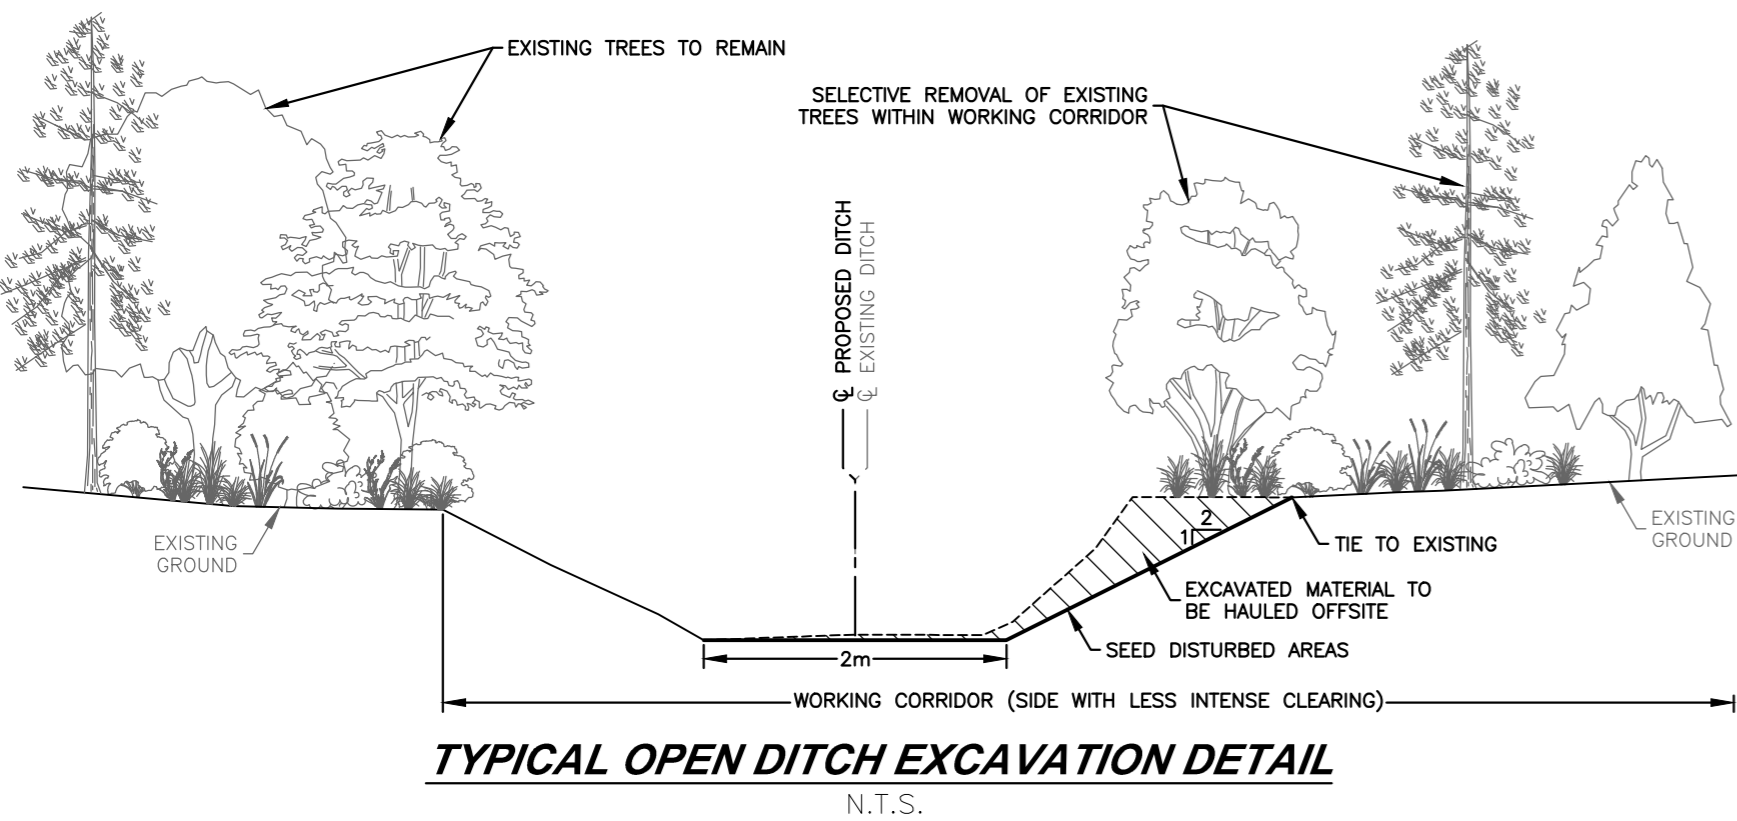 EXISTING TREES TO REMAIN
SELECTIVE REMOVAL OF EXISTING
TREES WITHIN WORKING CORRIDOR
℄ PROPOSED DITCH
℄ EXISTING DITCH
EXISTING
GROUND
2
1
TIE TO EXISTING
EXISTING
GROUND
EXCAVATED MATERIAL TO
BE HAULED OFFSITE
SEED DISTURBED AREAS
2m
WORKING CORRIDOR (SIDE WITH LESS INTENSE CLEARING)
TYPICAL OPEN DITCH EXCAVATION DETAIL
N.T.S.